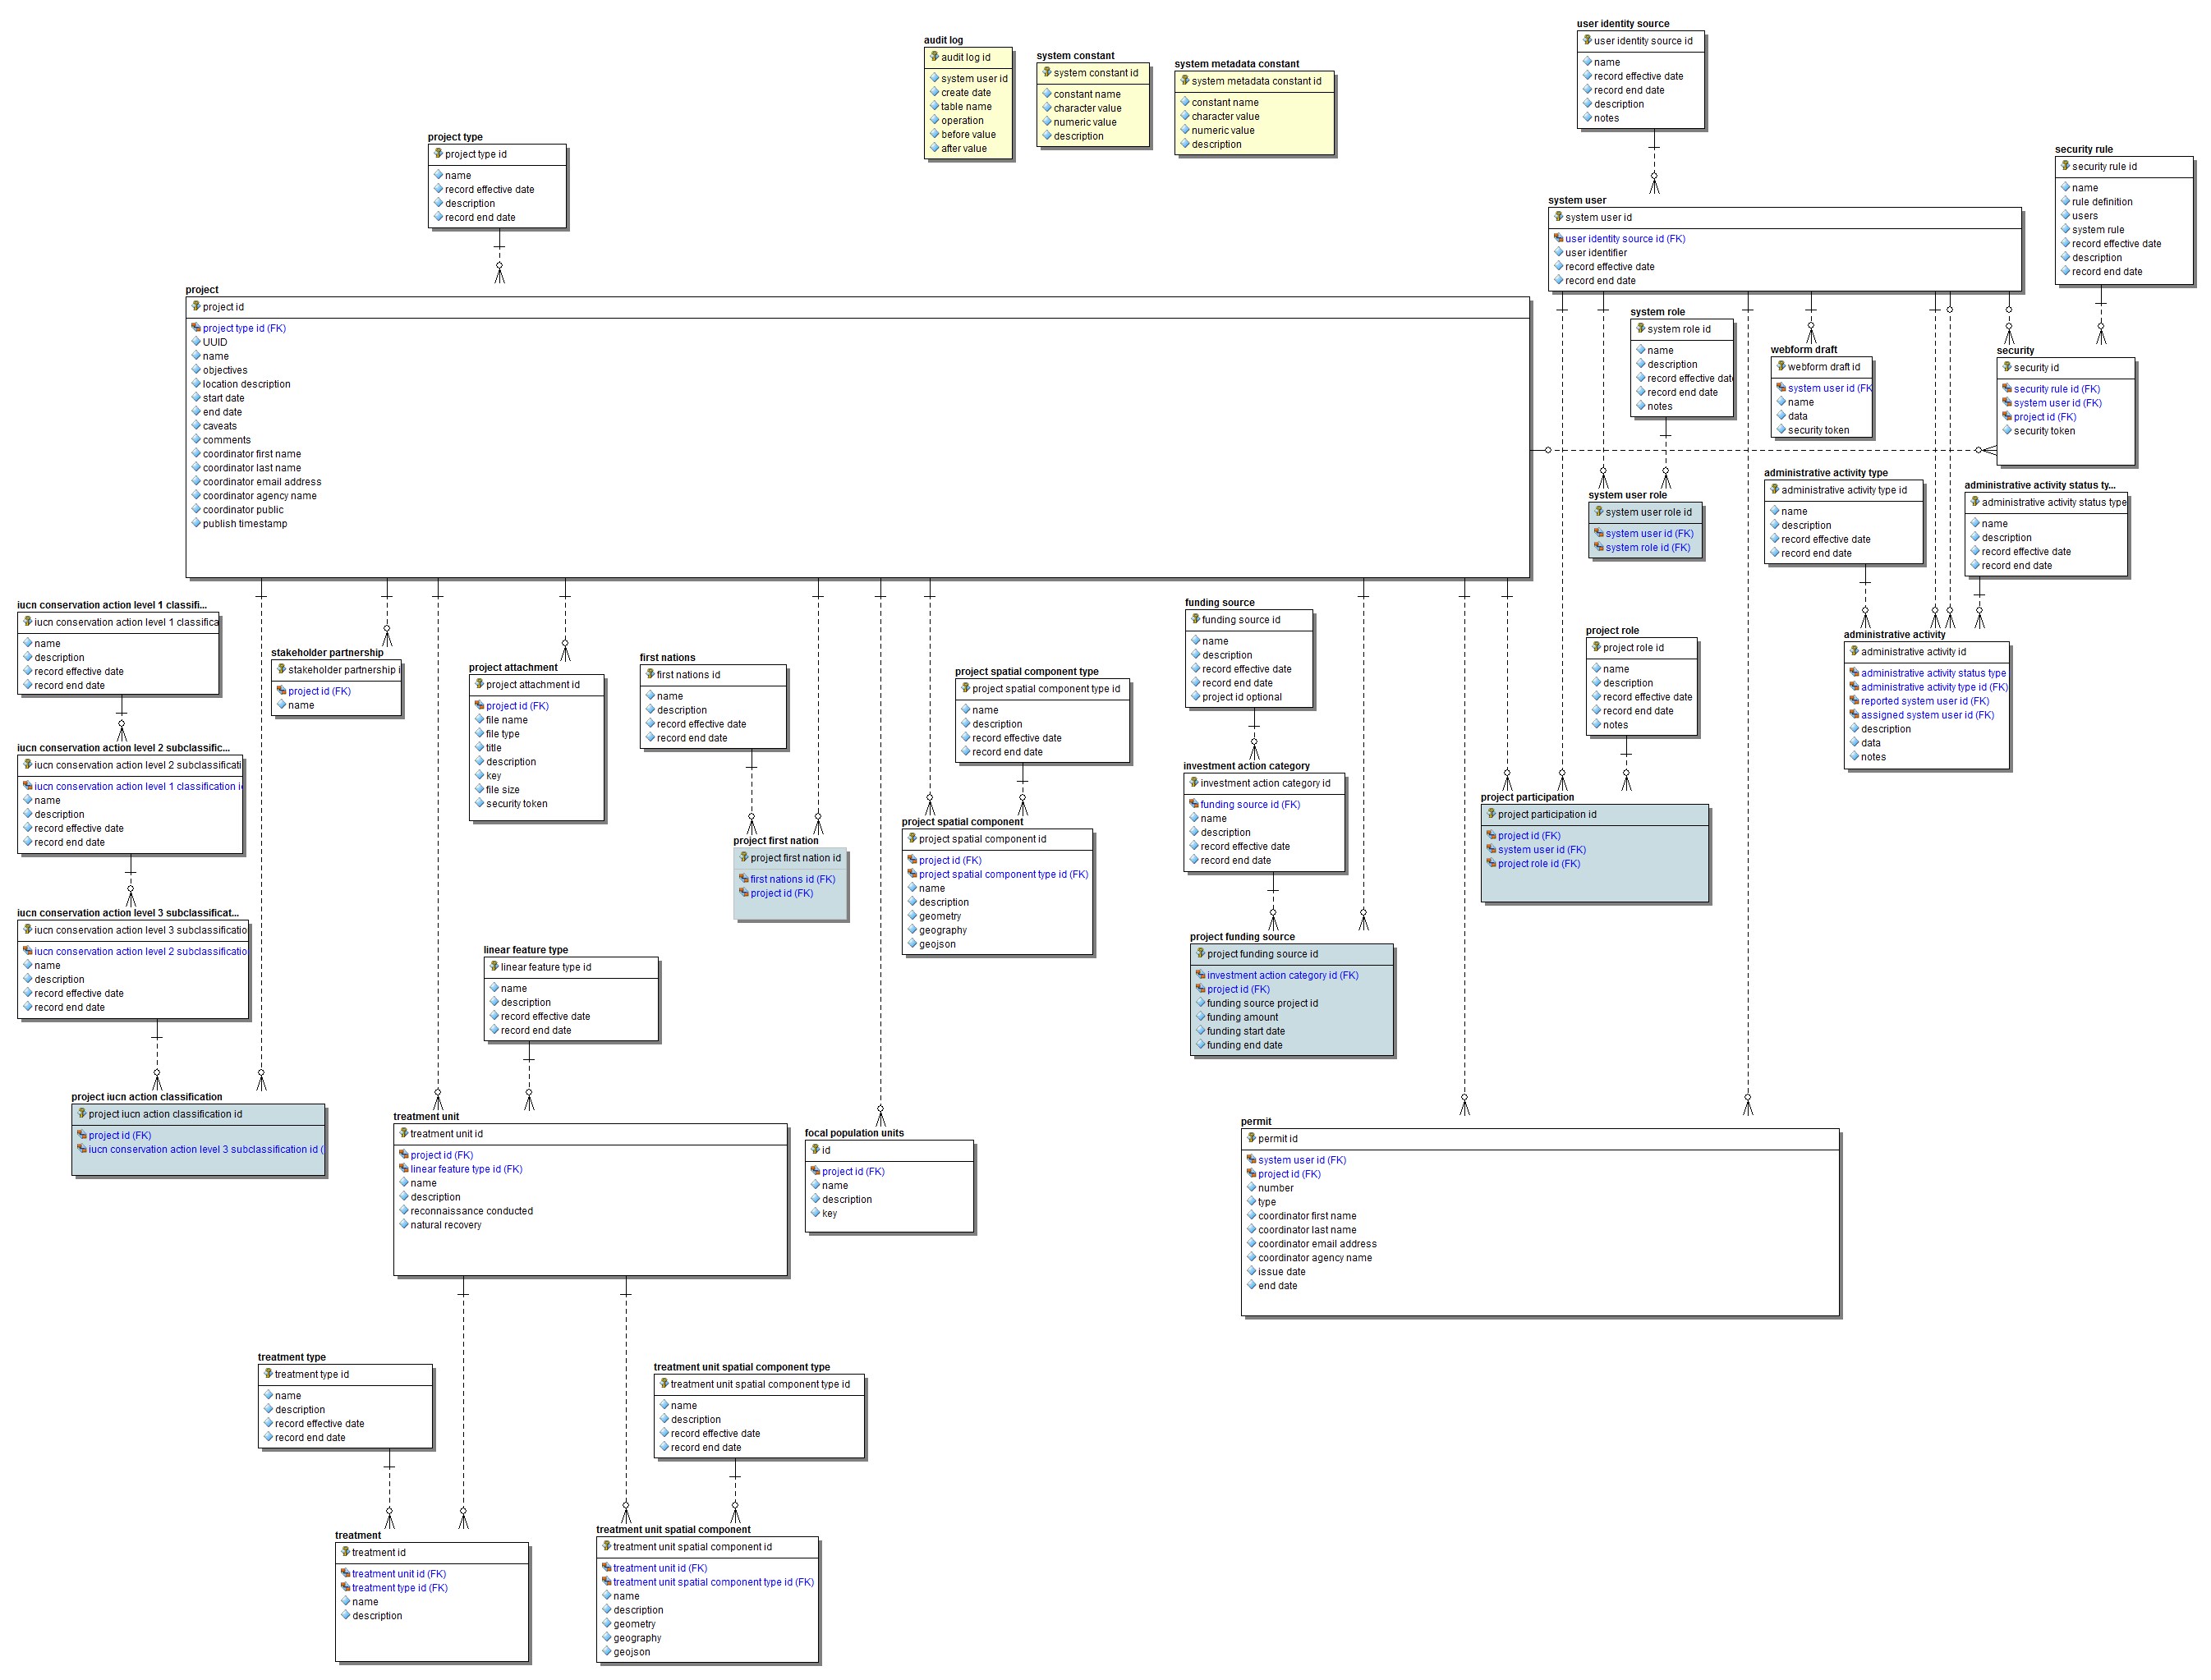 audit log
audit log id
system user id
create date
table name
operation
before value
after value
system constant
system constant id
constant name
character value
numeric value
description
system metadata constant
system metadata constant id
constant name
character value
numeric value
description
user identity source
user identity source id
name
record effective date
record end date
description
notes
project type
project type id
name
record effective date
description
record end date
security rule
security rule id
name
rule definition
users
system rule
record effective date
description
record end date
system user
system user id
user identity source id (FK)
user identifier
record effective date
record end date
project
project id
project type id (FK)
UUID
name
objectives
location description
start date
end date
caveats
comments
coordinator first name
coordinator last name
coordinator email address
coordinator agency name
coordinator public
publish timestamp
system role
system role id
name
description
record effective date
record end date
notes
webform draft
webform draft id
system user id (FK
name
data
security token
security
security id
security rule id (FK)
system user id (FK)
project id (FK)
security token
system user role
system user role id
system user id (FK)
system role id (FK)
administrative activity type
administrative activity type id
name
description
record effective date
record end date
administrative activity status ty...
administrative activity status type
name
description
record effective date
record end date
iucn conservation action level 1 classifi...
iucn conservation action level 1 classifica
name
description
record effective date
record end date
stakeholder partnership
stakeholder partnership i
project id (FK)
name
project attachment
project attachment id
project id (FK)
file name
file type
title
description
key
file size
security token
first nations
first nations id
name
description
record effective date
record end date
project spatial component type
project spatial component type id
name
description
record effective date
record end date
funding source
funding source id
name
description
record effective date
record end date
project id optional
project role
project role id
name
description
record effective date
record end date
notes
administrative activity
administrative activity id
administrative activity status type
administrative activity type id (FK)
reported system user id (FK)
assigned system user id (FK)
description
data
notes
iucn conservation action level 2 subclassific...
iucn conservation action level 2 subclassificati
iucn conservation action level 1 classification i
name
description
record effective date
record end date
investment action category
investment action category id
funding source id (FK)
name
description
record effective date
record end date
project participation
project participation id
project id (FK)
system user id (FK)
project role id (FK)
project first nation
project first nation id
first nations id (FK)
project id (FK)
project spatial component
project spatial component id
project id (FK)
project spatial component type id (FK)
name
description
geometry
geography
geojson
iucn conservation action level 3 subclassificat...
iucn conservation action level 3 subclassificatio
iucn conservation action level 2 subclassificatio
name
description
record effective date
record end date
linear feature type
linear feature type id
name
description
record effective date
record end date
project funding source
project funding source id
investment action category id (FK)
project id (FK)
funding source project id
funding amount
funding start date
funding end date
project iucn action classification
project iucn action classification id
project id (FK)
iucn conservation action level 3 subclassification id (
treatment unit
treatment unit id
project id (FK)
linear feature type id (FK)
name
description
reconnaissance conducted
natural recovery
focal population units
id
project id (FK)
name
description
key
permit
permit id
system user id (FK)
project id (FK)
number
type
coordinator first name
coordinator last name
coordinator email address
coordinator agency name
issue date
end date
treatment type
treatment type id
name
description
record effective date
record end date
treatment unit spatial component type
treatment unit spatial component type id
name
description
record effective date
record end date
treatment
treatment id
treatment unit id (FK)
treatment type id (FK)
name
description
treatment unit spatial component
treatment unit spatial component id
treatment unit id (FK)
treatment unit spatial component type id (FK)
name
description
geometry
geography
geojson